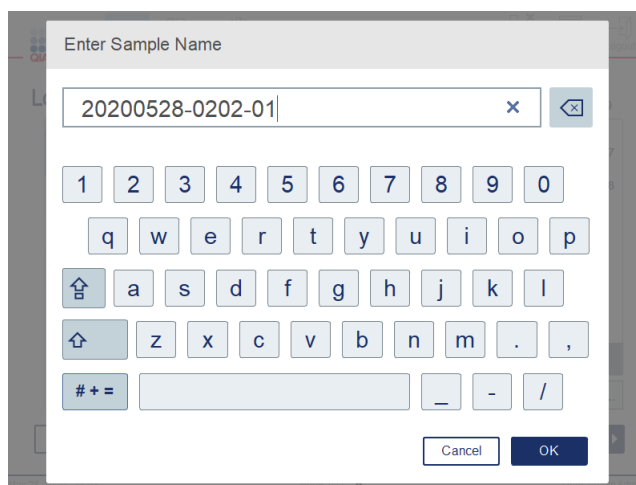 Enter Sample Name
20200528-0202-01
1 2 3 4 5 6 7 8 9 0
q w e r t y u i o p
a s d f g h j k l
z x c v b n m . ,
# + = _ - /
Cancel OK